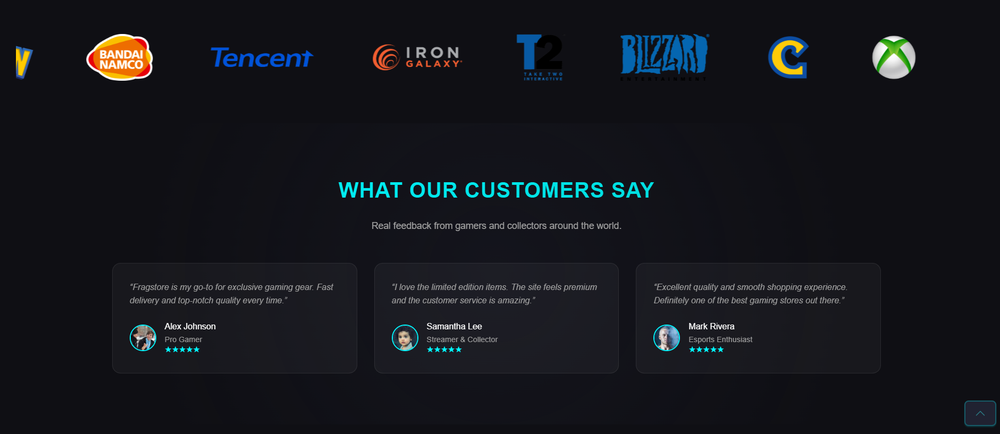 BANDAI
NAMCO
Tencent
IRON
GALAXY
T2
TAKE TWO
INTERACTIVE
BLIZZARD
ENTERTAINMENT
WHAT OUR CUSTOMERS SAY
Real feedback from gamers and collectors around the world.
“Fragstore is my go-to for exclusive gaming gear. Fast
delivery and top-notch quality every time.”
Alex Johnson
Pro Gamer
★★★★★
“I love the limited edition items. The site feels premium
and the customer service is amazing.”
Samantha Lee
Streamer & Collector
★★★★★
“Excellent quality and smooth shopping experience.
Definitely one of the best gaming stores out there.”
Mark Rivera
Esports Enthusiast
★★★★★